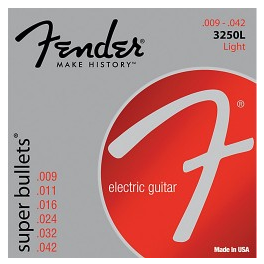 Fender®
MAKE HISTORY™
.009 - .042
3250L
Light
F®
electric guitar
super bullets®
.009
.011
.016
.024
.032
.042
Made in USA